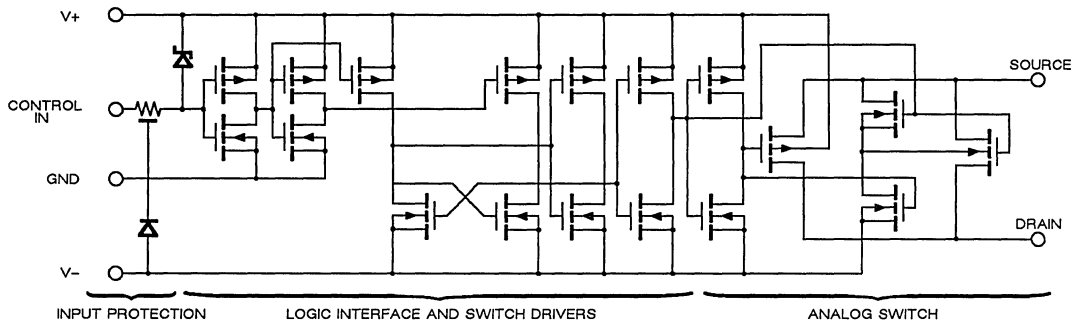 V+
SOURCE
CONTROL
IN
GND
DRAIN
V−
INPUT PROTECTION
LOGIC INTERFACE AND SWITCH DRIVERS
ANALOG SWITCH